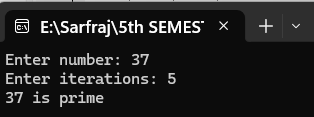 E:\Sarfraj\5th SEMEST
Enter number: 37
Enter iterations: 5
37 is prime